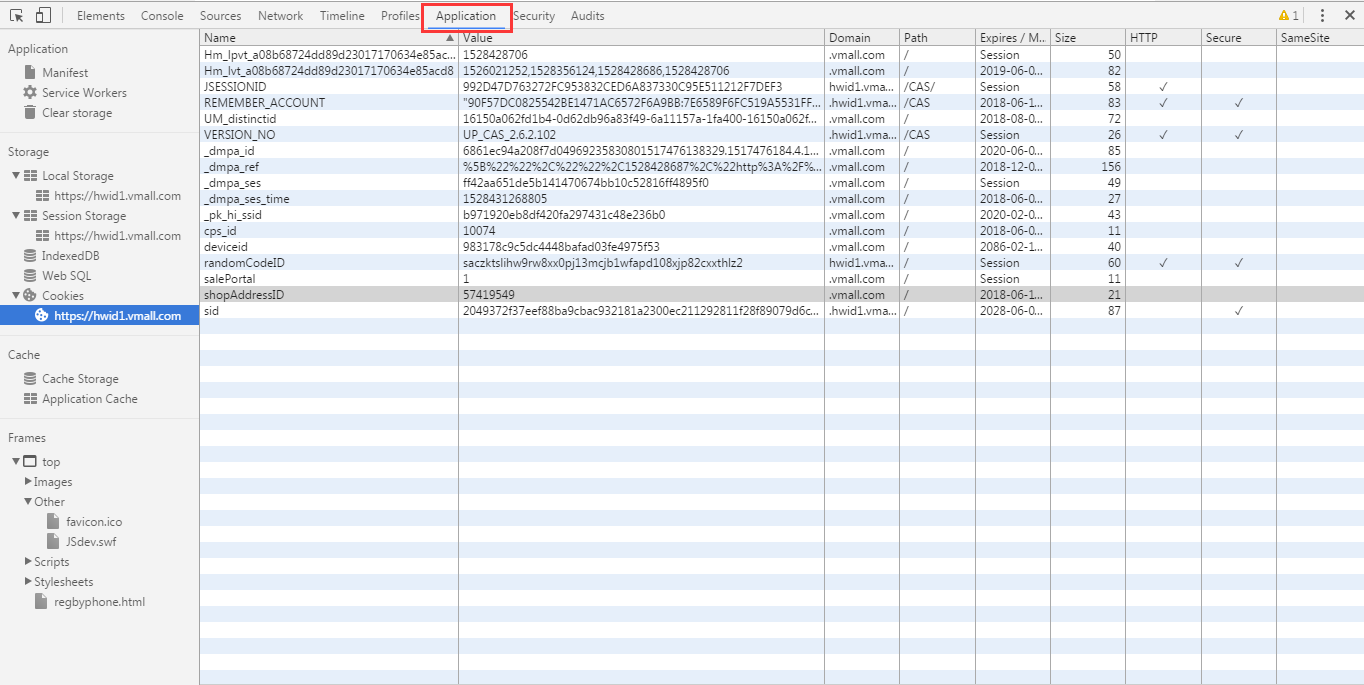 Elements Console Sources Network Timeline Profiles Application Security Audits 1
Application
Manifest
Service Workers
Clear storage
Storage
Local Storage
https://hwid1.vmall.com
Session Storage
https://hwid1.vmall.com
IndexedDB
Web SQL
Cookies
https://hwid1.vmall.com
Cache
Cache Storage
Application Cache
Frames
top
Images
Other
favicon.ico
JSdev.swf
Scripts
Stylesheets
regbyphone.html
Name Value Domain Path Expires / M... Size HTTP Secure SameSite
Hm_lpvt_a08b68724dd89d23017170634e85ac... 1528428706 .vmall.com / Session 50
Hm_lvt_a08b68724dd89d23017170634e85acd8 1526021252,1528356124,1528428686,1528428706 .vmall.com / 2019-06-0... 82
JSESSIONID 992D47D763272FC953832CED6A837330C95E511212F7DEF3 hwid1.vma... /CAS/ Session 58 ✓
REMEMBER_ACCOUNT "90F57DC0825542BE1471AC6572F6A9BB:7E6589F6FC519A5531FF... .hwid1.vma... /CAS 2018-06-1... 83 ✓ ✓
UM_distinctid 16150a062fd1b4-0d62db96a83f49-6a11157a-1fa400-16150a062f... .vmall.com / 2018-08-0... 72
VERSION_NO UP_CAS_2.6.2.102 .hwid1.vma... /CAS Session 26 ✓ ✓
_dmpa_id 6861ec94a208f7d04969235830801517476138329.1517476184.4.1... .vmall.com / 2020-06-0... 85
_dmpa_ref %5B%22%22%2C%22%22%2C1528428687%2C%22http%3A%2F%... .vmall.com / 2018-12-0... 156
_dmpa_ses ff42aa651de5b141470674bb10c52816ff4895f0 .vmall.com / Session 49
_dmpa_ses_time 1528431268805 .vmall.com / 2018-06-0... 27
_pk_hi_ssid b971920eb8df420fa297431c48e236b0 .vmall.com / 2020-02-0... 43
cps_id 10074 .vmall.com / 2018-06-0... 11
deviceid 983178c9c5dc4448bafad03fe4975f53 .vmall.com / 2086-02-1... 40
randomCodeID saczktslihw9rw8xx0pj13mcjb1wfapd108xjp82cxxthlz2 hwid1.vma... / Session 60 ✓ ✓
salePortal 1 .vmall.com / Session 11
shopAddressID 57419549 .vmall.com / 2018-06-1... 21
sid 2049372f37eef88ba9cbac932181a2300ec211292811f28f89079d6c... .hwid1.vma... / 2028-06-0... 87 ✓